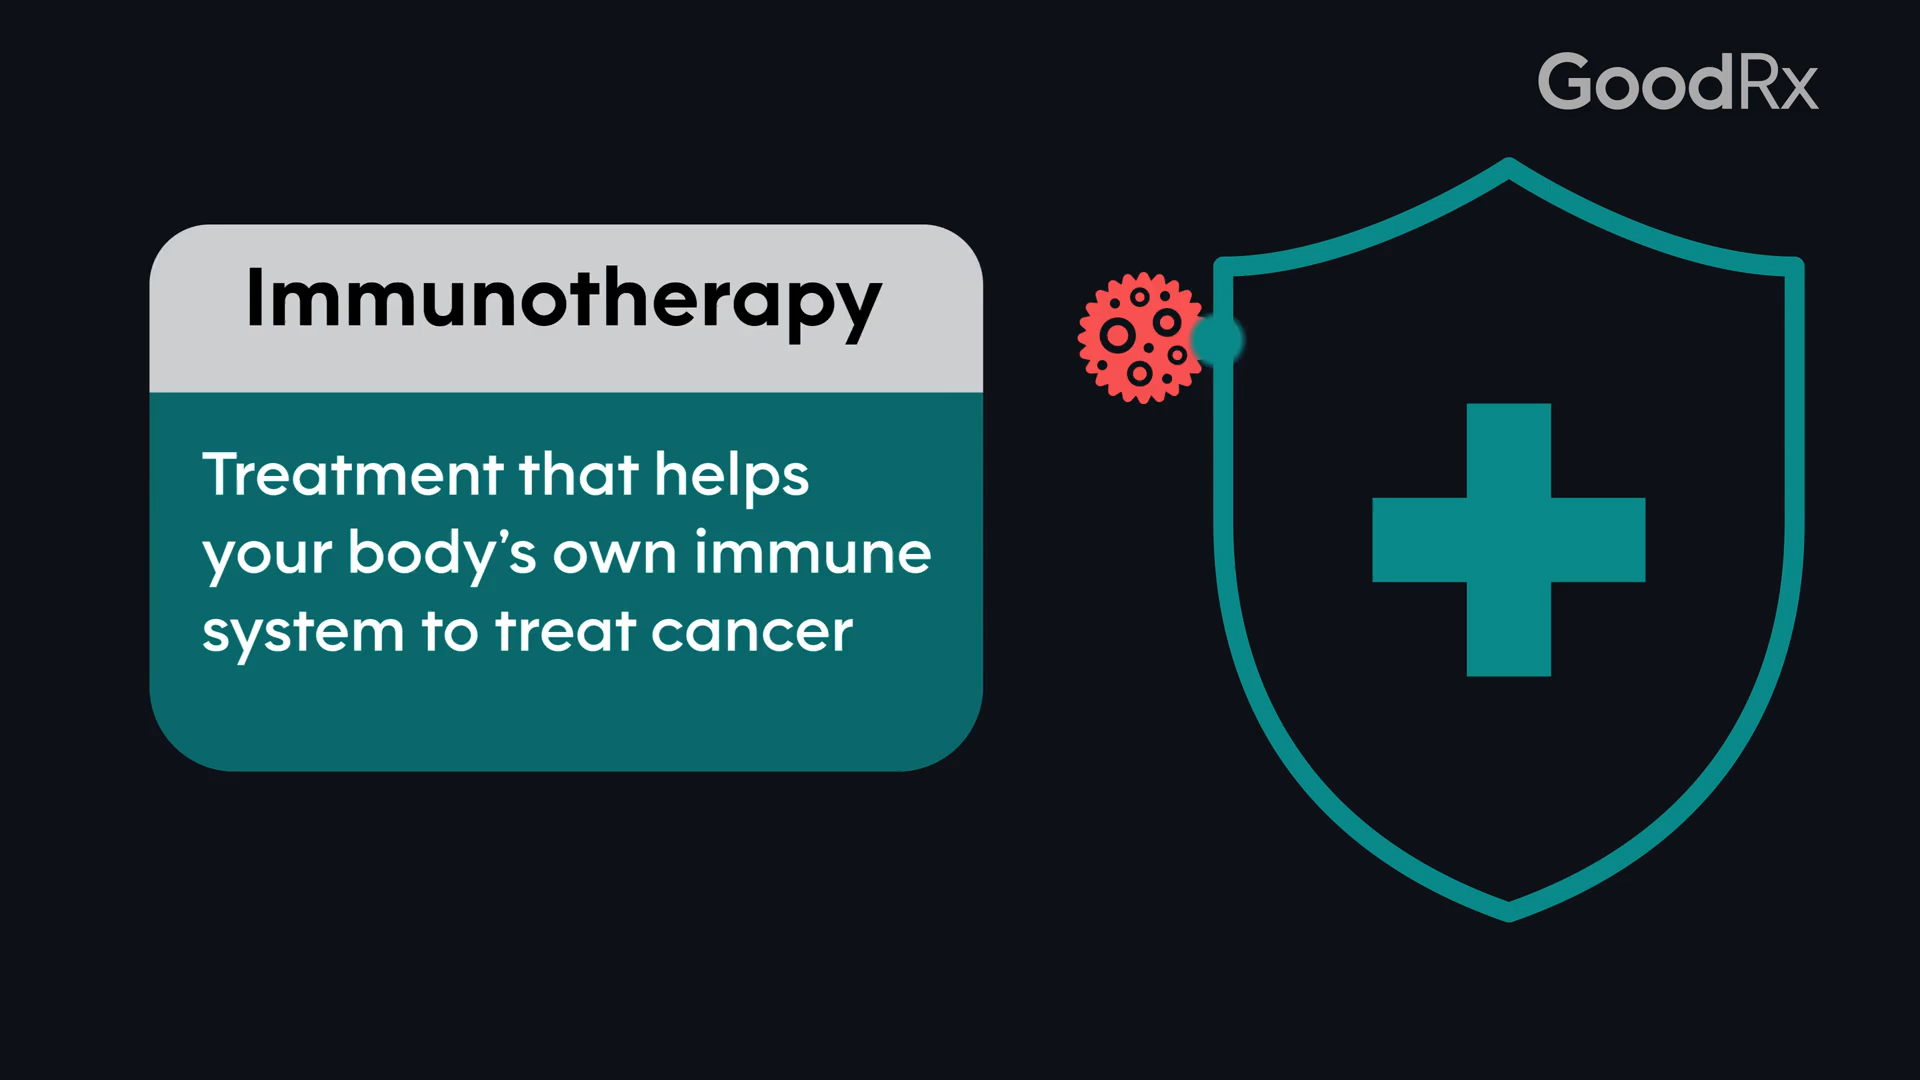 GoodRx
Immunotherapy
Treatment that helps
your body’s own immune
system to treat cancer